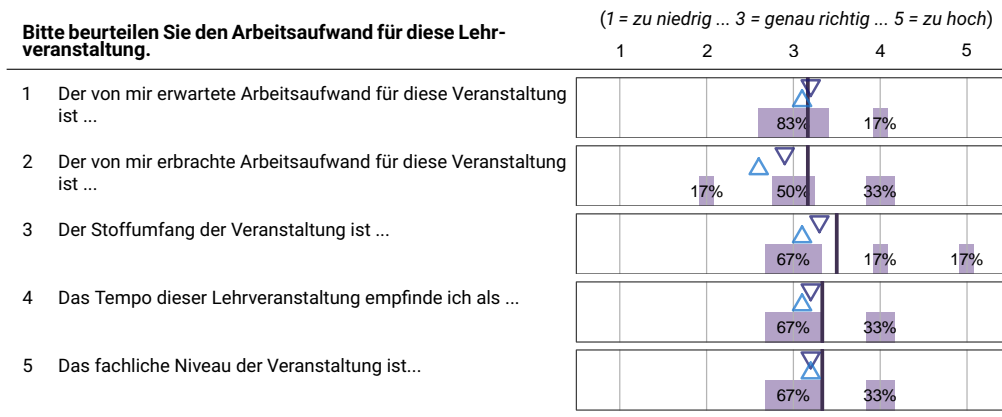 (1 = zu niedrig ... 3 = genau richtig ... 5 = zu hoch)
Bitte beurteilen Sie den Arbeitsaufwand für diese Lehr-
veranstaltung.
1 2 3 4 5
1 Der von mir erwartete Arbeitsaufwand für diese Veranstaltung
ist ...
83% 17%
2 Der von mir erbrachte Arbeitsaufwand für diese Veranstaltung
ist ...
17% 50% 33%
3 Der Stoffumfang der Veranstaltung ist ...
67% 17% 17%
4 Das Tempo dieser Lehrveranstaltung empfinde ich als ...
67% 33%
5 Das fachliche Niveau der Veranstaltung ist...
67% 33%